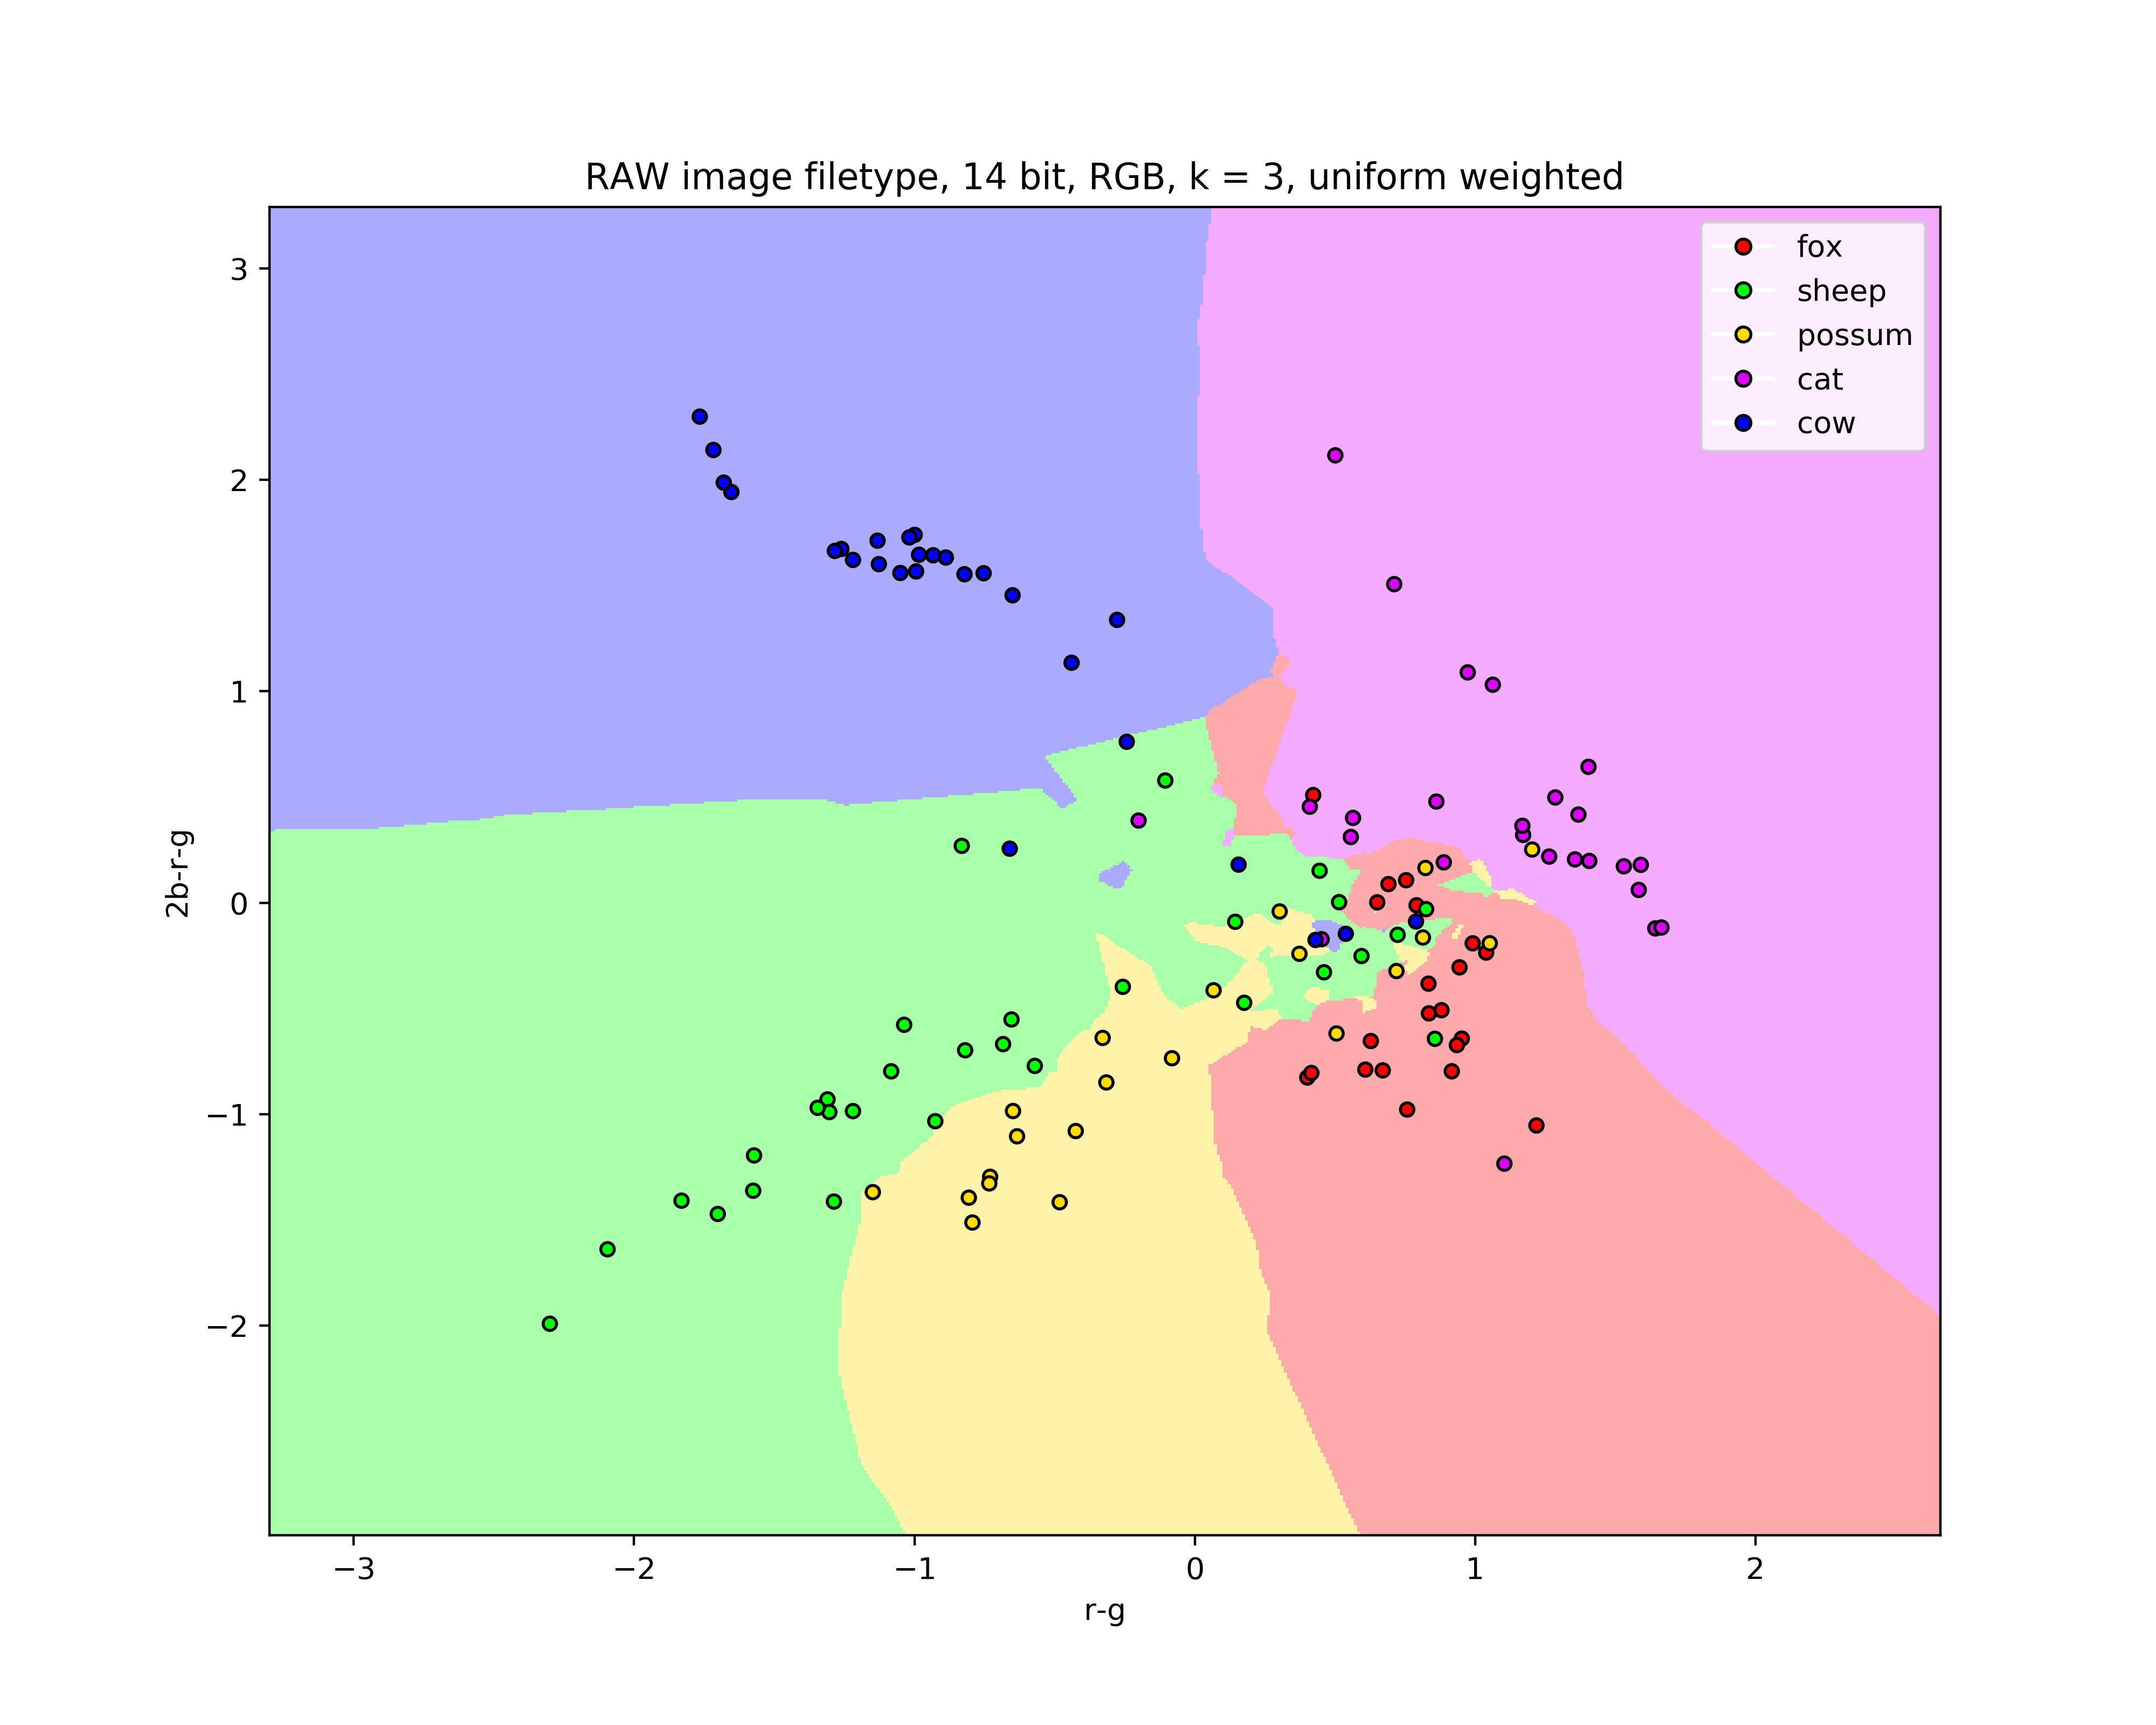 RAW image filetype, 14 bit, RGB, k = 3, uniform weighted
fox
sheep
possum
cat
cow
3
2
1
0
−1
−2
2b-r-g
−3
−2
−1
0
1
2
r-g